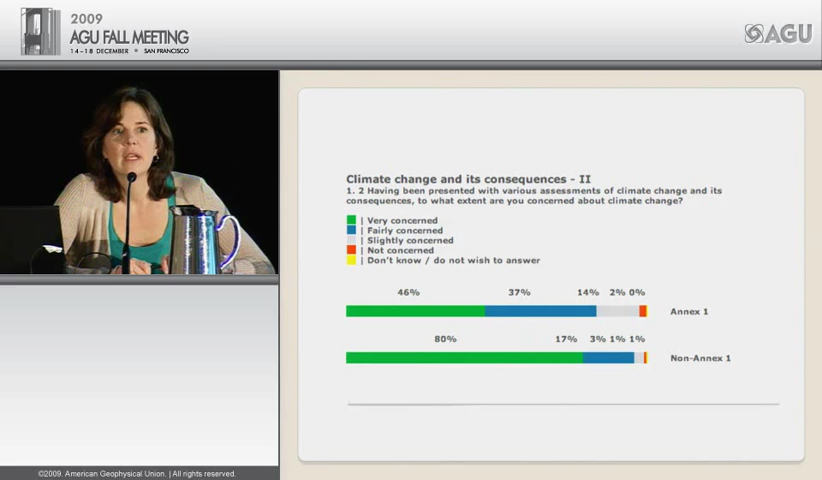 2009
AGU FALL MEETING
14-18 DECEMBER • SAN FRANCISCO
AGU
Climate change and its consequences - II
1. 2 Having been presented with various assessments of climate change and its
consequences, to what extent are you concerned about climate change?
| Very concerned
| Fairly concerned
| Slightly concerned
| Not concerned
| Don't know / do not wish to answer
46% 37% 14% 2% 0%
Annex 1
80% 17% 3% 1% 1%
Non-Annex 1
©2009. American Geophysical Union. | All rights reserved.